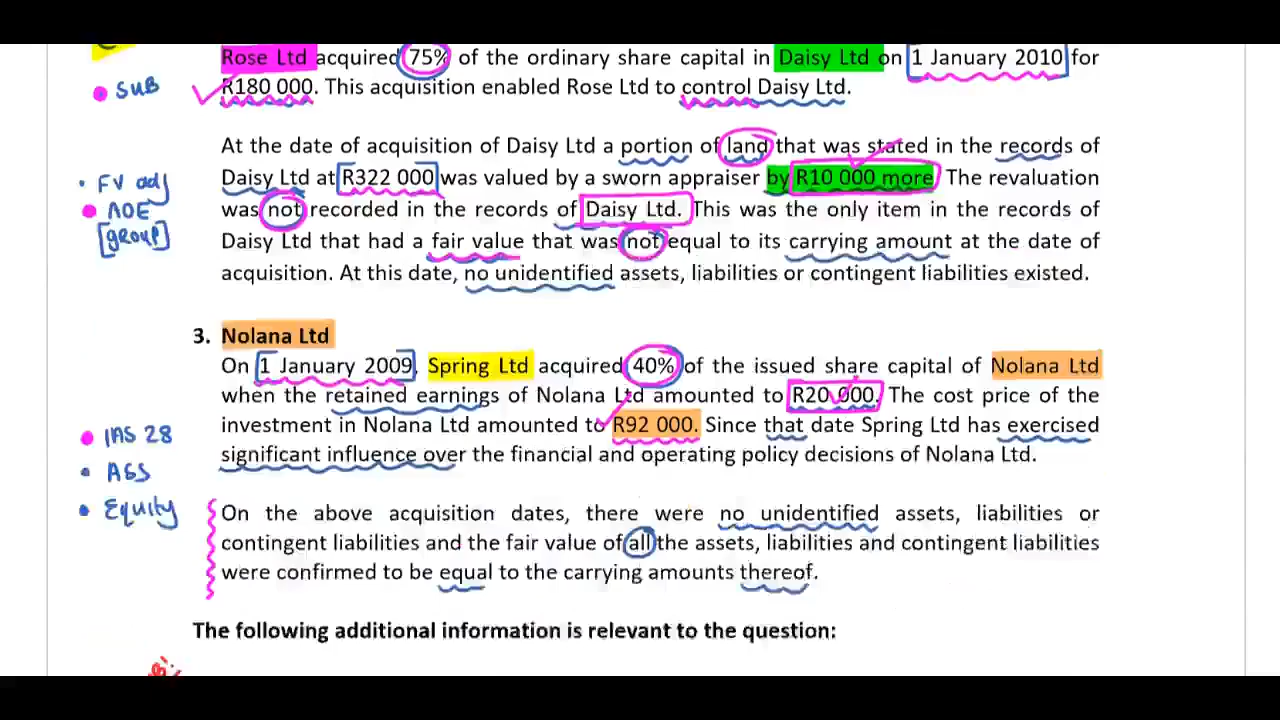 Rose Ltd acquired 75% of the ordinary share capital in Daisy Ltd on 1 January 2010 for
SUB
R180 000. This acquisition enabled Rose Ltd to control Daisy Ltd.
At the date of acquisition of Daisy Ltd a portion of land that was stated in the records of
FV adj
Daisy Ltd at R322 000 was valued by a sworn appraiser by R10 000 more. The revaluation
AOE
was not recorded in the records of Daisy Ltd. This was the only item in the records of
[group]
Daisy Ltd that had a fair value that was not equal to its carrying amount at the date of
acquisition. At this date, no unidentified assets, liabilities or contingent liabilities existed.
3. Nolana Ltd
On 1 January 2009, Spring Ltd acquired 40% of the issued share capital of Nolana Ltd
when the retained earnings of Nolana Ltd amounted to R20 000. The cost price of the
investment in Nolana Ltd amounted to R92 000. Since that date Spring Ltd has exercised
IAS 28
significant influence over the financial and operating policy decisions of Nolana Ltd.
ASS
Equity
On the above acquisition dates, there were no unidentified assets, liabilities or
contingent liabilities and the fair value of all the assets, liabilities and contingent liabilities
were confirmed to be equal to the carrying amounts thereof.
The following additional information is relevant to the question: